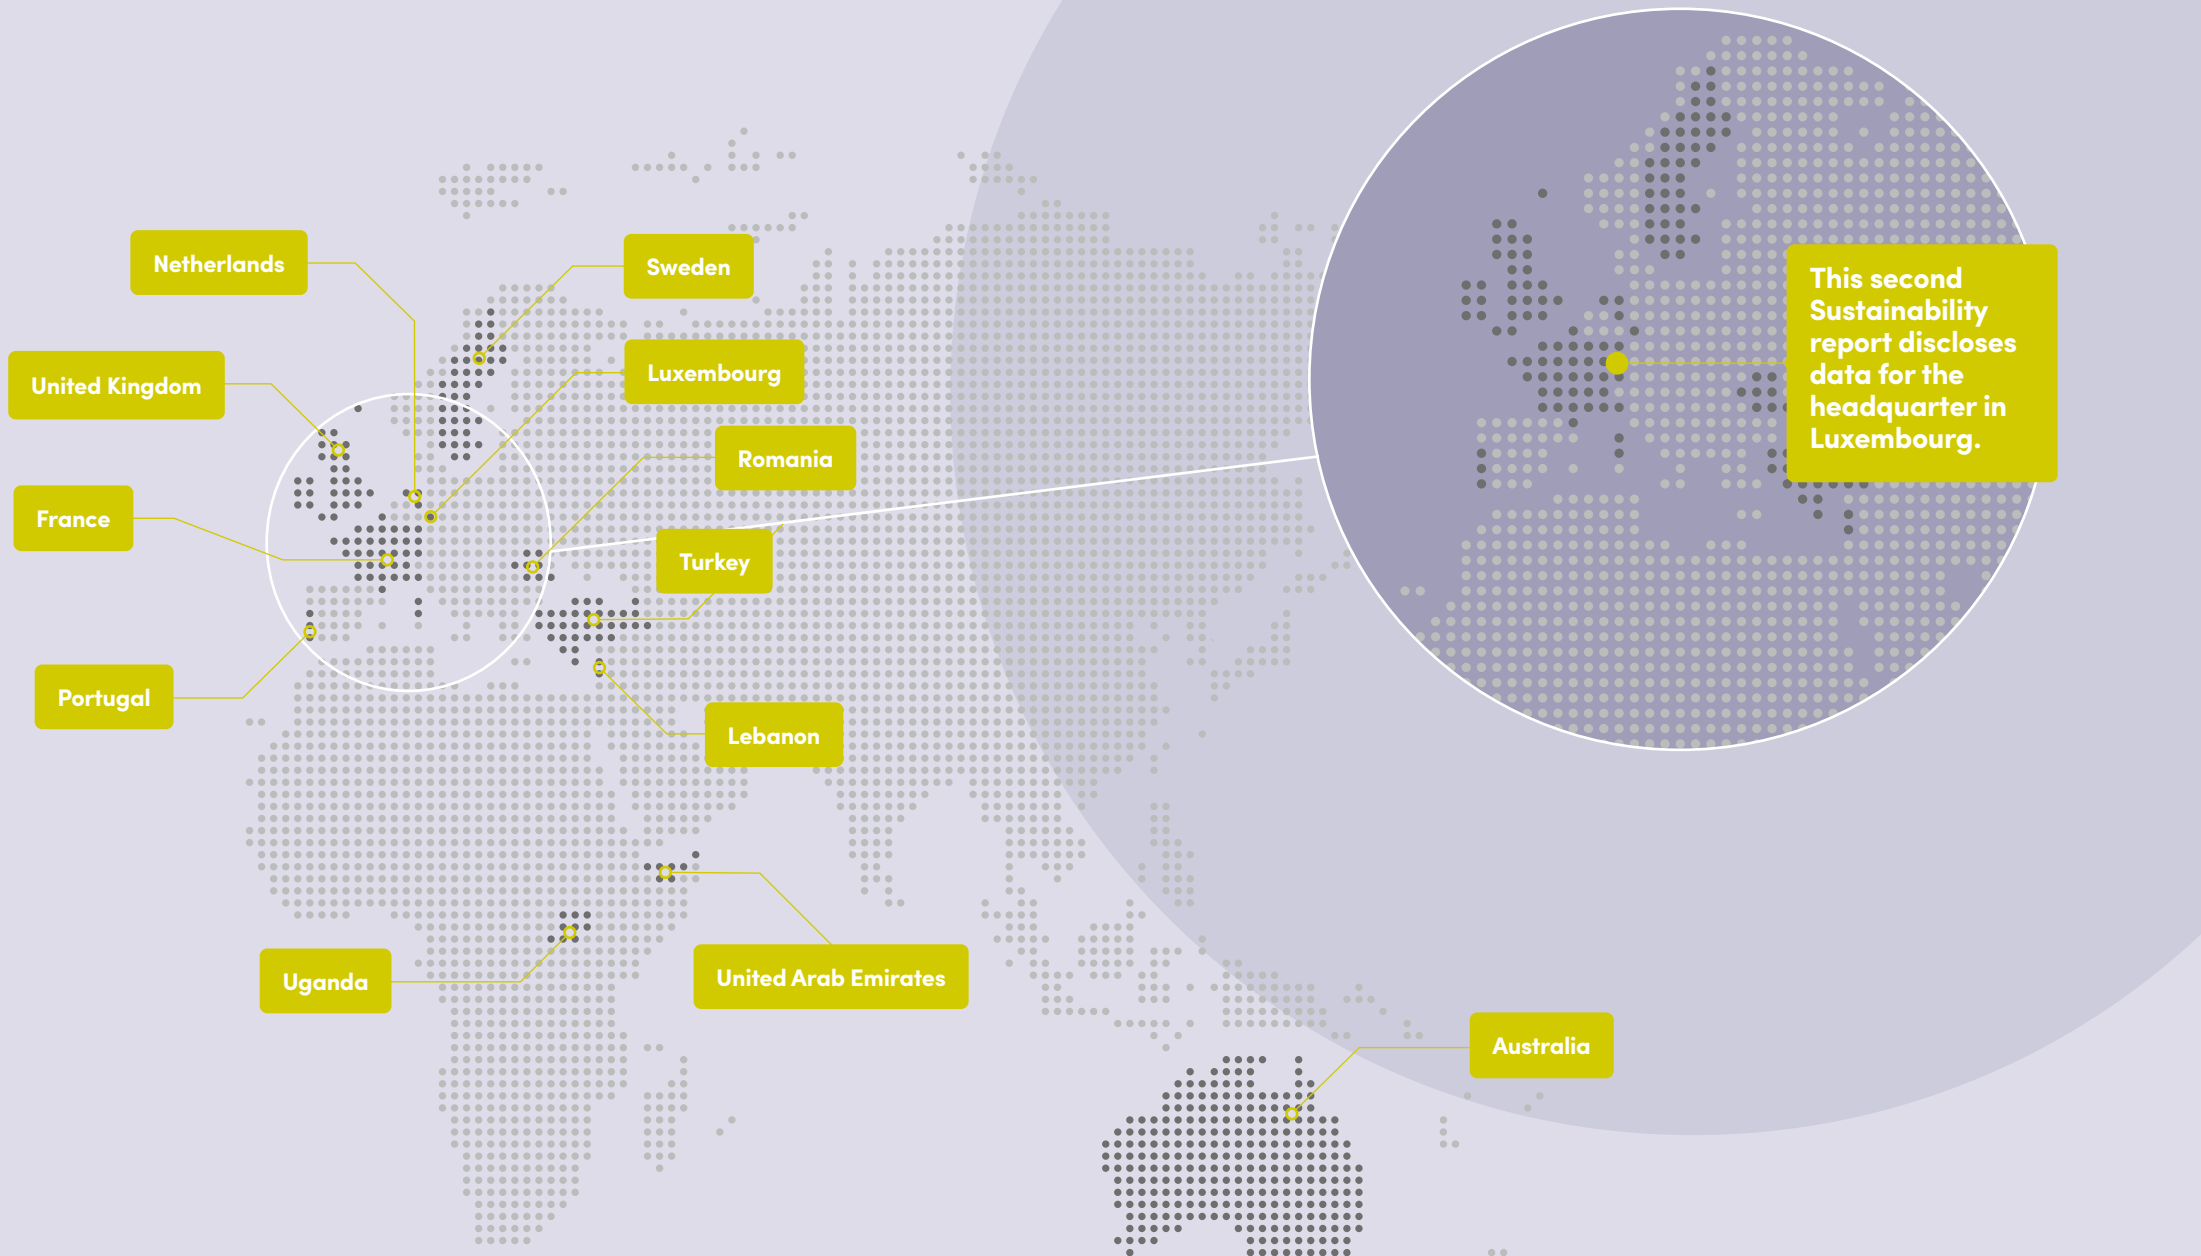 Netherlands
Sweden
This second
Sustainability
report discloses
data for the
headquarter in
Luxembourg.
United Kingdom
Luxembourg
Romania
France
Turkey
Portugal
Lebanon
Uganda
United Arab Emirates
Australia